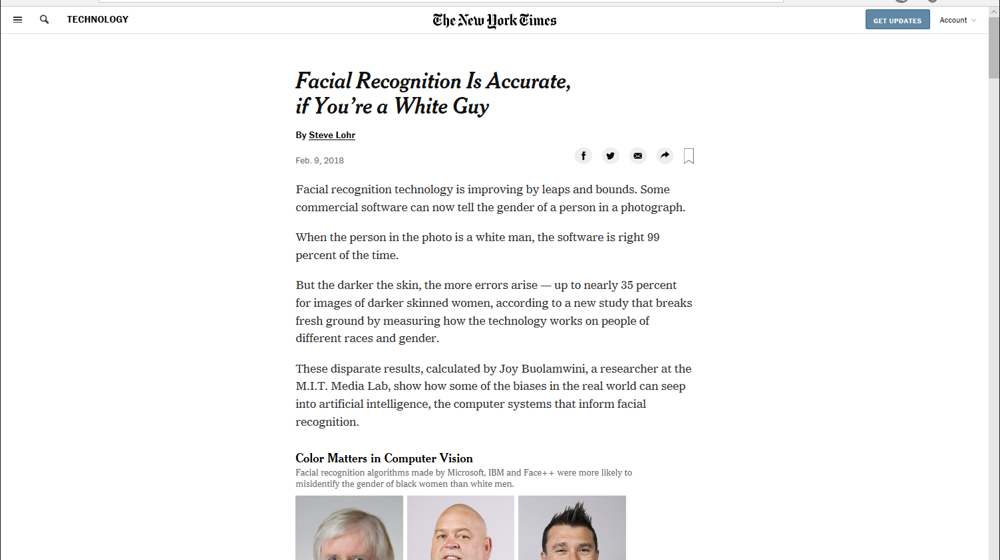 TECHNOLOGY
The New York Times
GET UPDATES
Account
Facial Recognition Is Accurate,
if You’re a White Guy
By Steve Lohr
Feb. 9, 2018
Facial recognition technology is improving by leaps and bounds. Some
commercial software can now tell the gender of a person in a photograph.
When the person in the photo is a white man, the software is right 99
percent of the time.
But the darker the skin, the more errors arise — up to nearly 35 percent
for images of darker skinned women, according to a new study that breaks
fresh ground by measuring how the technology works on people of
different races and gender.
These disparate results, calculated by Joy Buolamwini, a researcher at the
M.I.T. Media Lab, show how some of the biases in the real world can seep
into artificial intelligence, the computer systems that inform facial
recognition.
Color Matters in Computer Vision
Facial recognition algorithms made by Microsoft, IBM and Face++ were more likely to
misidentify the gender of black women than white men.